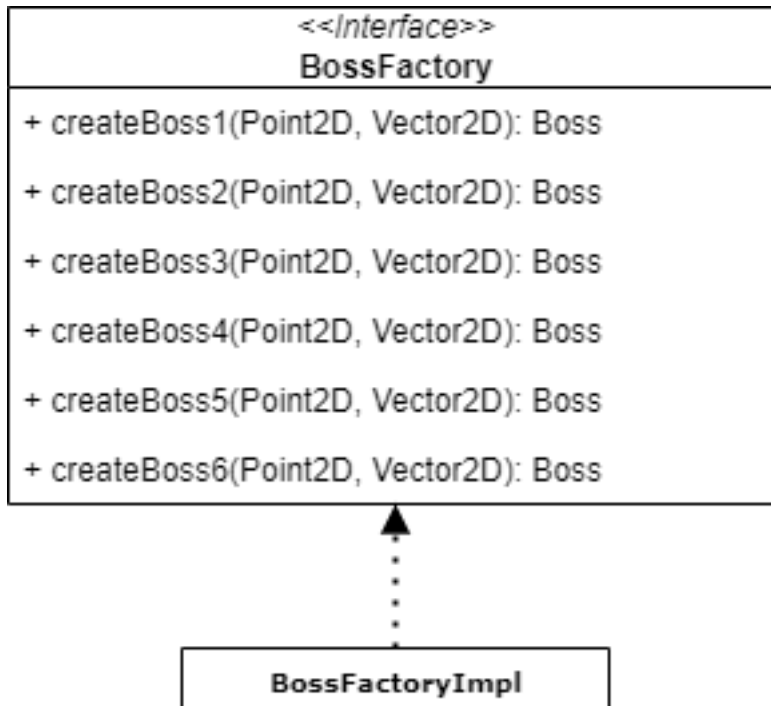 <<Interface>>
BossFactory
+ createBoss1(Point2D, Vector2D): Boss
+ createBoss2(Point2D, Vector2D): Boss
+ createBoss3(Point2D, Vector2D): Boss
+ createBoss4(Point2D, Vector2D): Boss
+ createBoss5(Point2D, Vector2D): Boss
+ createBoss6(Point2D, Vector2D): Boss
BossFactoryImpl